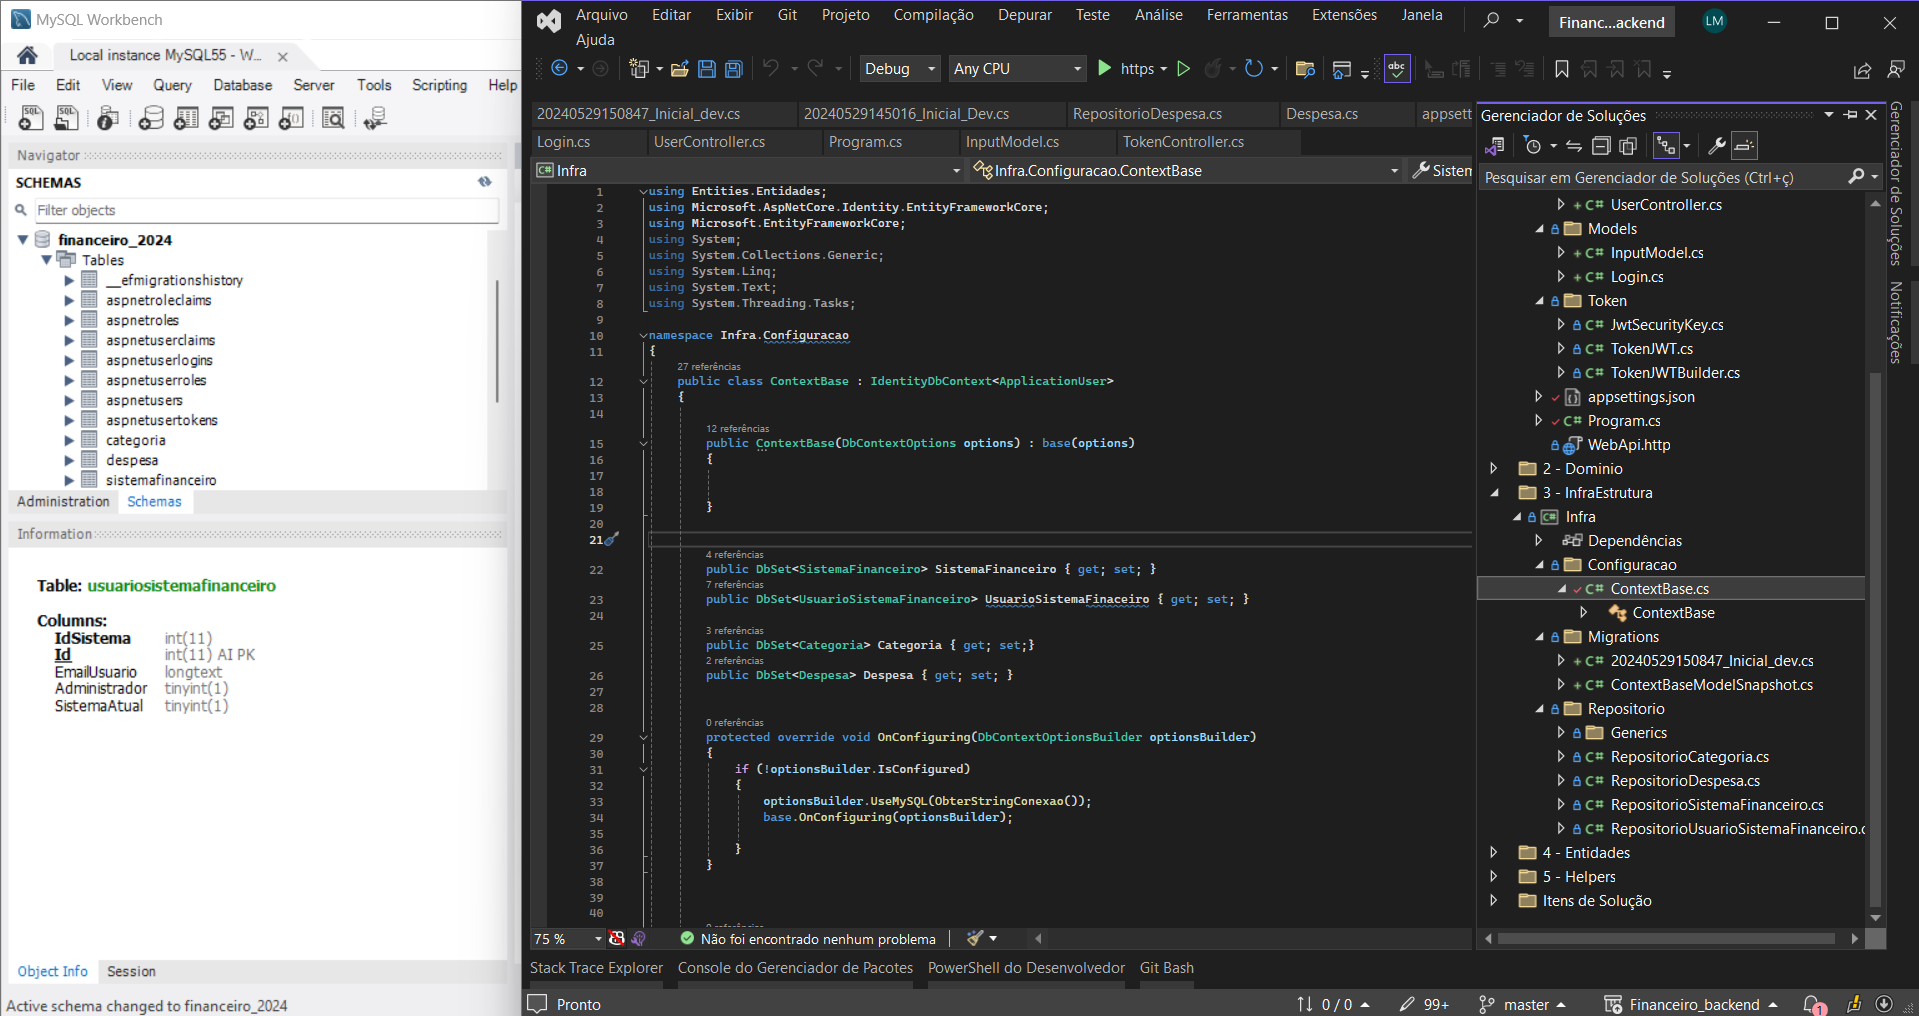 MySQL Workbench
Local instance MySQL55 - W...
File Edit View Query Database Server Tools Scripting Help
Navigator
SCHEMAS
Filter objects
financeiro_2024
Tables
__efmigrationshistory
aspnetroleclaims
aspnetroles
aspnetuserclaims
aspnetuserlogins
aspnetuserroles
aspnetusers
aspnetusertokens
categoria
despesa
sistemafinanceiro
Administration Schemas
Information
Table: usuariosistemafinanceiro
Columns:
IdSistema int(11)
Id int(11) AI PK
EmailUsuario longtext
Administrador tinyint(1)
SistemaAtual tinyint(1)
Object Info Session
Active schema changed to financeiro_2024
Arquivo Editar Exibir Git Projeto Compilação Depurar Teste Análise Ferramentas Extensões Janela
Ajuda
Financ...ackend
LM
Debug Any CPU https
20240529150847_Inicial_dev.cs 20240529145016_Inicial_Dev.cs RepositorioDespesa.cs Despesa.cs appsett
Login.cs UserController.cs Program.cs InputModel.cs TokenController.cs
Infra Infra.Configuracao.ContextBase Sistem
1 using Entities.Entidades;
2 using Microsoft.AspNetCore.Identity.EntityFrameworkCore;
3 using Microsoft.EntityFrameworkCore;
4 using System;
5 using System.Collections.Generic;
6 using System.Linq;
7 using System.Text;
8 using System.Threading.Tasks;
9
10 namespace Infra.Configuracao
11 {
27 referências
12 public class ContextBase : IdentityDbContext<ApplicationUser>
13 {
14
12 referências
15 public ContextBase(DbContextOptions options) : base(options)
16 {
17
18
19 }
20
21
4 referências
22 public DbSet<SistemaFinanceiro> SistemaFinanceiro { get; set; }
7 referências
23 public DbSet<UsuarioSistemaFinanceiro> UsuarioSistemaFinaceiro { get; set; }
24
3 referências
25 public DbSet<Categoria> Categoria { get; set;}
2 referências
26 public DbSet<Despesa> Despesa { get; set; }
27
28
0 referências
29 protected override void OnConfiguring(DbContextOptionsBuilder optionsBuilder)
30 {
31 if (!optionsBuilder.IsConfigured)
32 {
33 optionsBuilder.UseMySQL(ObterStringConexao());
34 base.OnConfiguring(optionsBuilder);
35
36 }
37 }
38
39
40
75 % Não foi encontrado nenhum problema
Stack Trace Explorer Console do Gerenciador de Pacotes PowerShell do Desenvolvedor Git Bash
Pronto 0 / 0 99+ master Financeiro_backend 1
Gerenciador de Soluções
Pesquisar em Gerenciador de Soluções (Ctrl+ç)
UserController.cs
Models
InputModel.cs
Login.cs
Token
JwtSecurityKey.cs
TokenJWT.cs
TokenJWTBuilder.cs
appsettings.json
Program.cs
WebApi.http
2 - Dominio
3 - InfraEstrutura
Infra
Dependências
Configuracao
ContextBase.cs
ContextBase
Migrations
20240529150847_Inicial_dev.cs
ContextBaseModelSnapshot.cs
Repositorio
Generics
RepositorioCategoria.cs
RepositorioDespesa.cs
RepositorioSistemaFinanceiro.cs
RepositorioUsuarioSistemaFinanceiro.c
4 - Entidades
5 - Helpers
Itens de Solução
Gerenciador de Soluções
Notificações